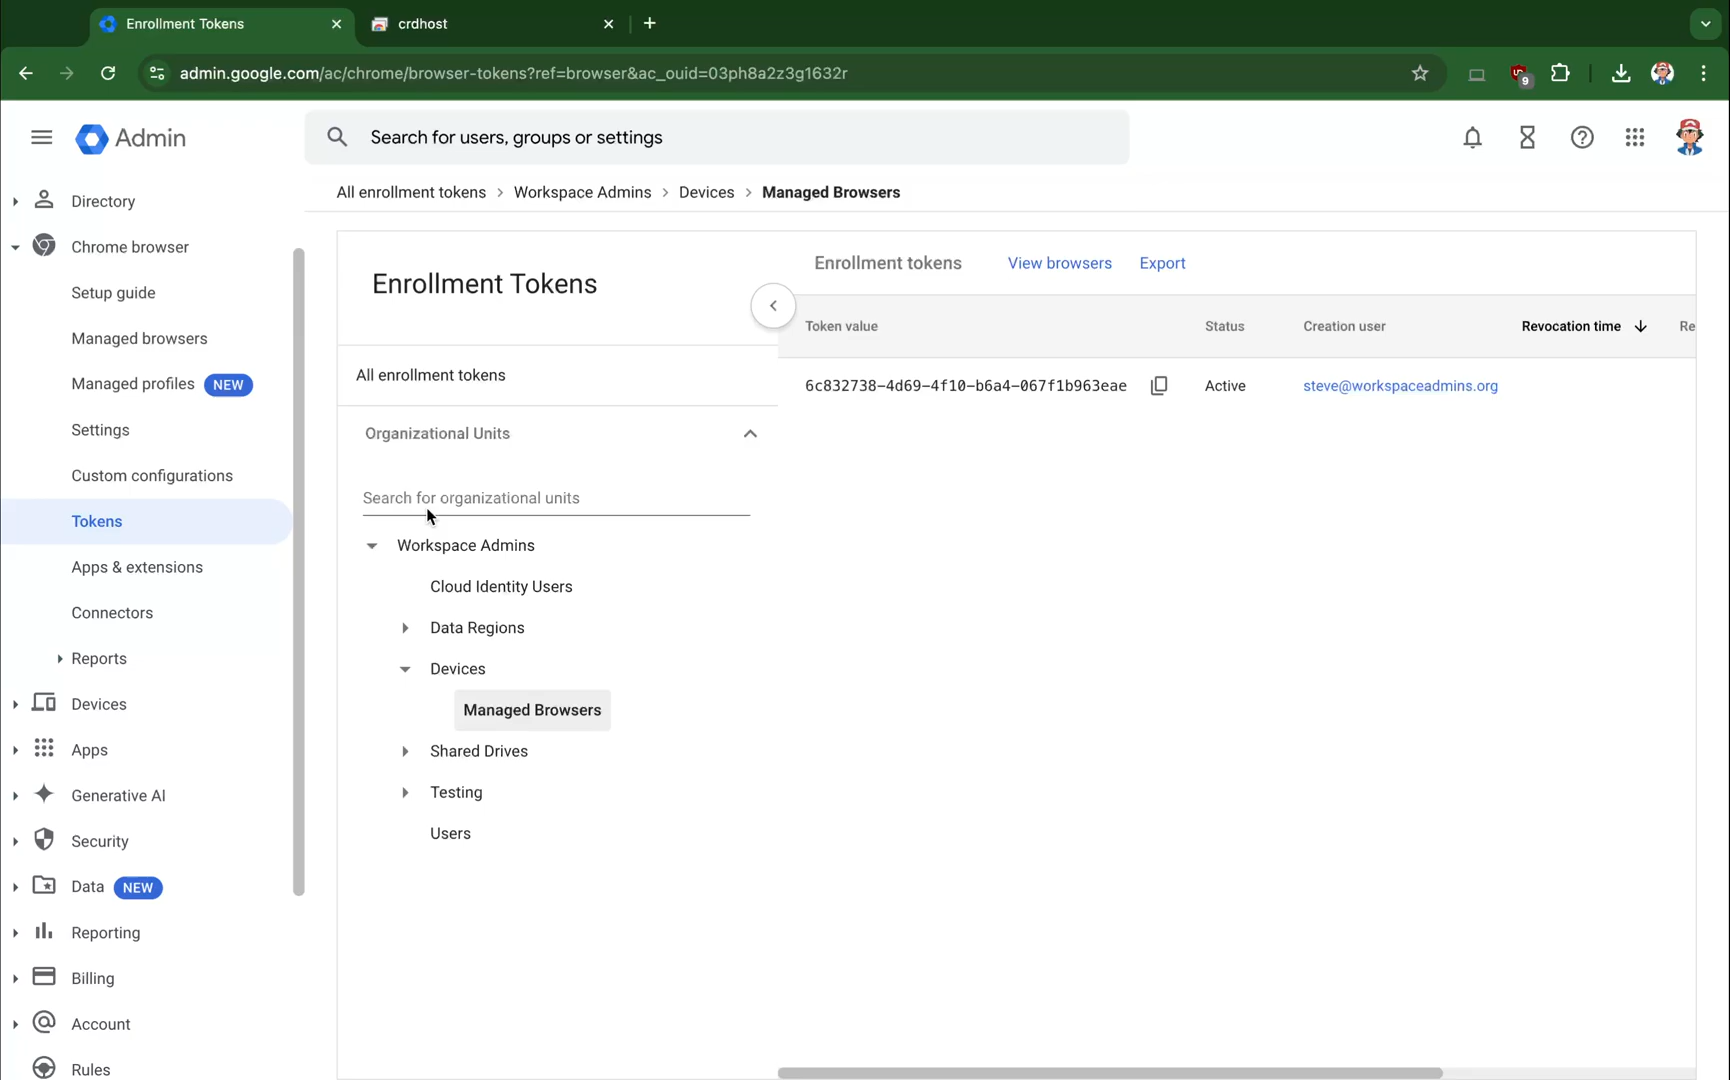 Enrollment Tokens
crdhost
admin.google.com/ac/chrome/browser-tokens?ref=browser&ac_ouid=03ph8a2z3g1632r
9
Admin
Search for users, groups or settings
All enrollment tokens > Workspace Admins > Devices > Managed Browsers
Directory
Chrome browser
Setup guide
Managed browsers
Managed profiles NEW
Settings
Custom configurations
Tokens
Apps & extensions
Connectors
Reports
Devices
Apps
Generative AI
Security
Data NEW
Reporting
Billing
Account
Rules
Enrollment Tokens
All enrollment tokens
Organizational Units
Search for organizational units
Workspace Admins
Cloud Identity Users
Data Regions
Devices
Managed Browsers
Shared Drives
Testing
Users
Enrollment tokens View browsers Export
Token value Status Creation user Revocation time Re
6c832738-4d69-4f10-b6a4-067f1b963eae Active steve@workspaceadmins.org